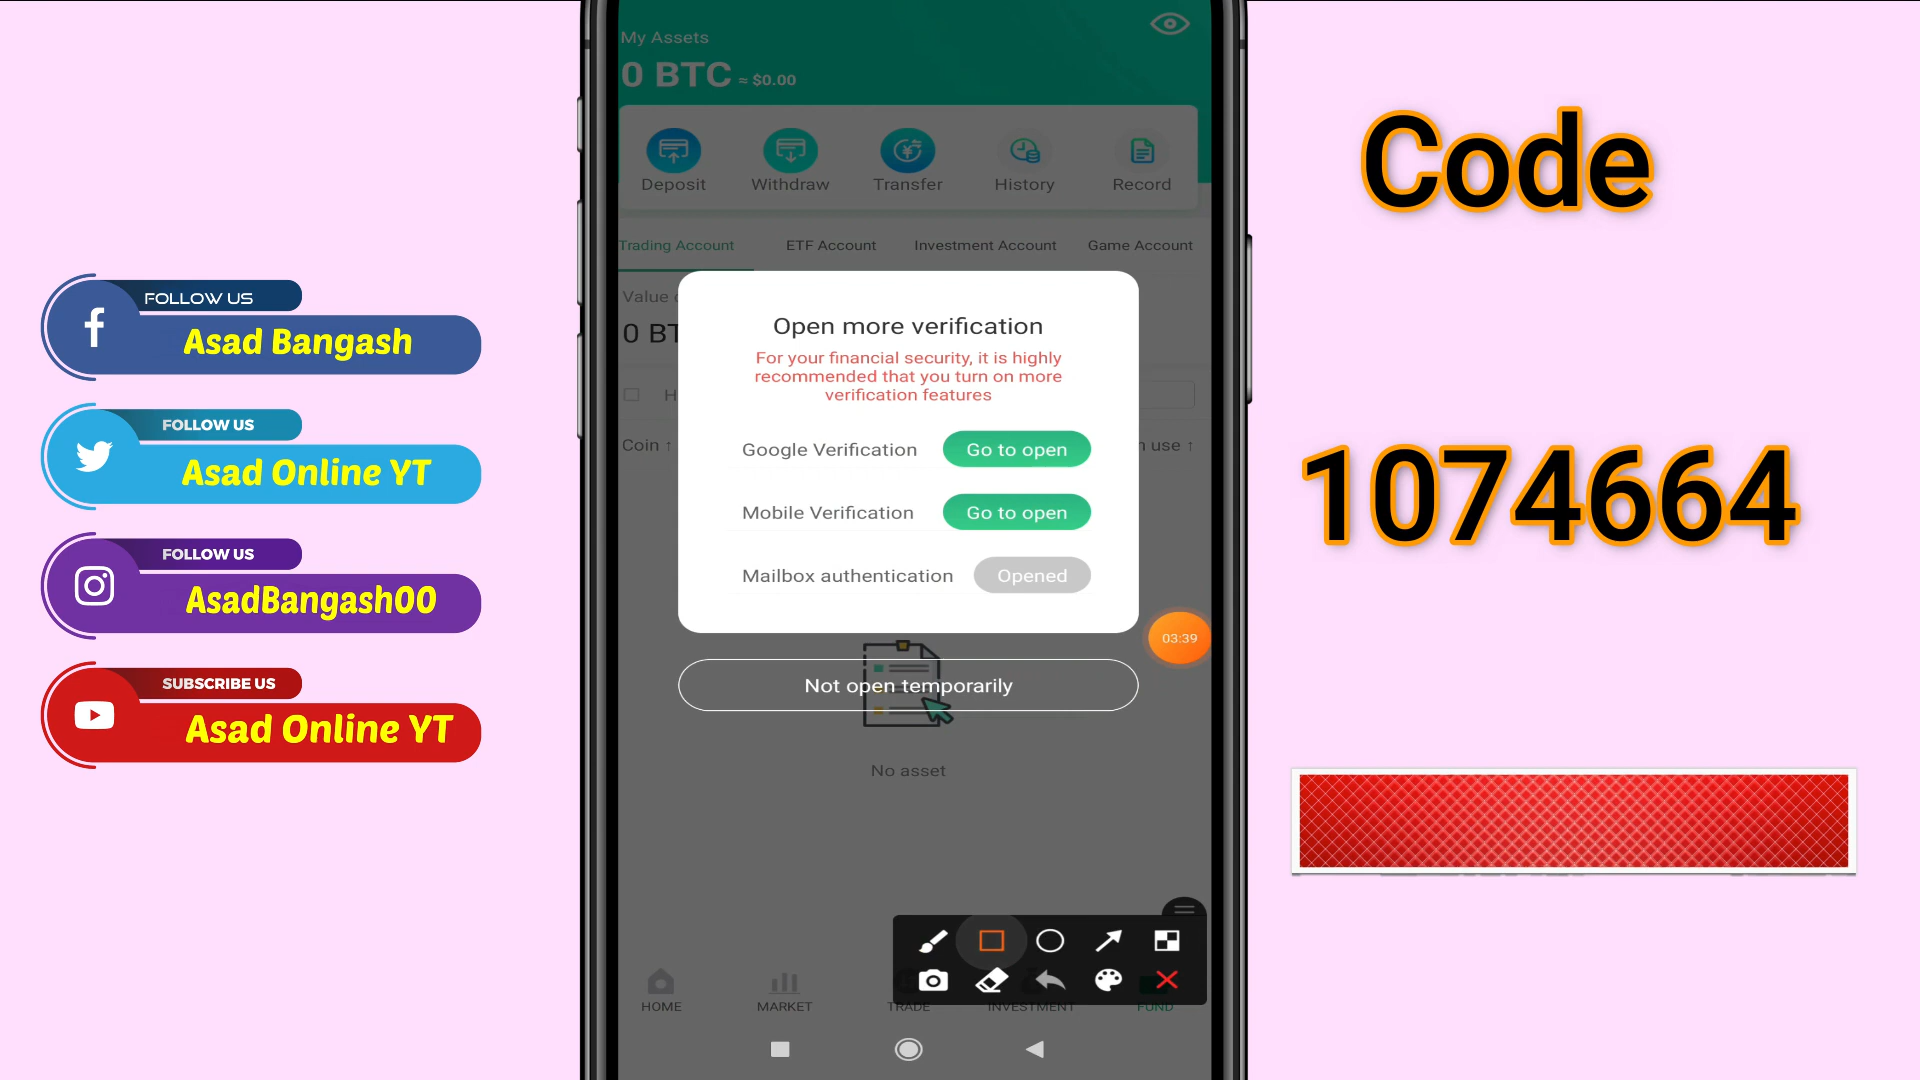 FOLLOW US
Asad Bangash
FOLLOW US
Asad Online YT
FOLLOW US
AsadBangash00
SUBSCRIBE US
Asad Online YT
My Assets
0 BTC ≈ $0.00
Deposit Withdraw Transfer History Record
Trading Account ETF Account Investment Account Game Account
Value
0 BT
Coin ↑ use ↑
Open more verification
For your financial security, it is highly
recommended that you turn on more
verification features
Google Verification Go to open
Mobile Verification Go to open
Mailbox authentication Opened
03:39
Not open temporarily
No asset
HOME MARKET TRADE INVESTMENT FUND
Code
1074664